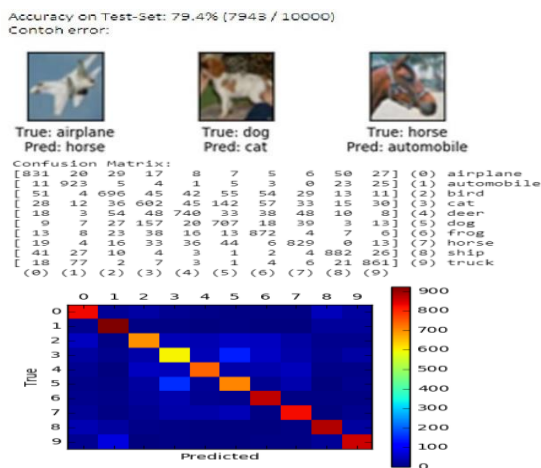 Accuracy on Test-Set: 79.4% (7943 / 10000)
Contoh error:
True: airplane
Pred: horse
True: dog
Pred: cat
True: horse
Pred: automobile
Confusion Matrix:
[831 20 29 17 8 7 5 6 50 27] (0) airplane
[ 11 923 5 4 1 5 3 0 23 25] (1) automobile
[ 51 4 696 45 42 55 54 29 13 11] (2) bird
[ 28 12 36 602 45 142 57 33 15 30] (3) cat
[ 18 3 54 48 740 33 38 48 10 8] (4) deer
[ 9 7 27 157 20 707 18 39 3 13] (5) dog
[ 13 8 23 38 16 13 872 4 7 6] (6) frog
[ 19 4 16 33 36 44 6 829 0 13] (7) horse
[ 41 27 10 4 3 1 2 4 882 26] (8) ship
[ 18 77 2 7 3 1 4 6 21 861] (9) truck
(0) (1) (2) (3) (4) (5) (6) (7) (8) (9)
0 1 2 3 4 5 6 7 8 9
0
1
2
3
4
5
6
7
8
9
True
Predicted
900
800
700
600
500
400
300
200
100
0